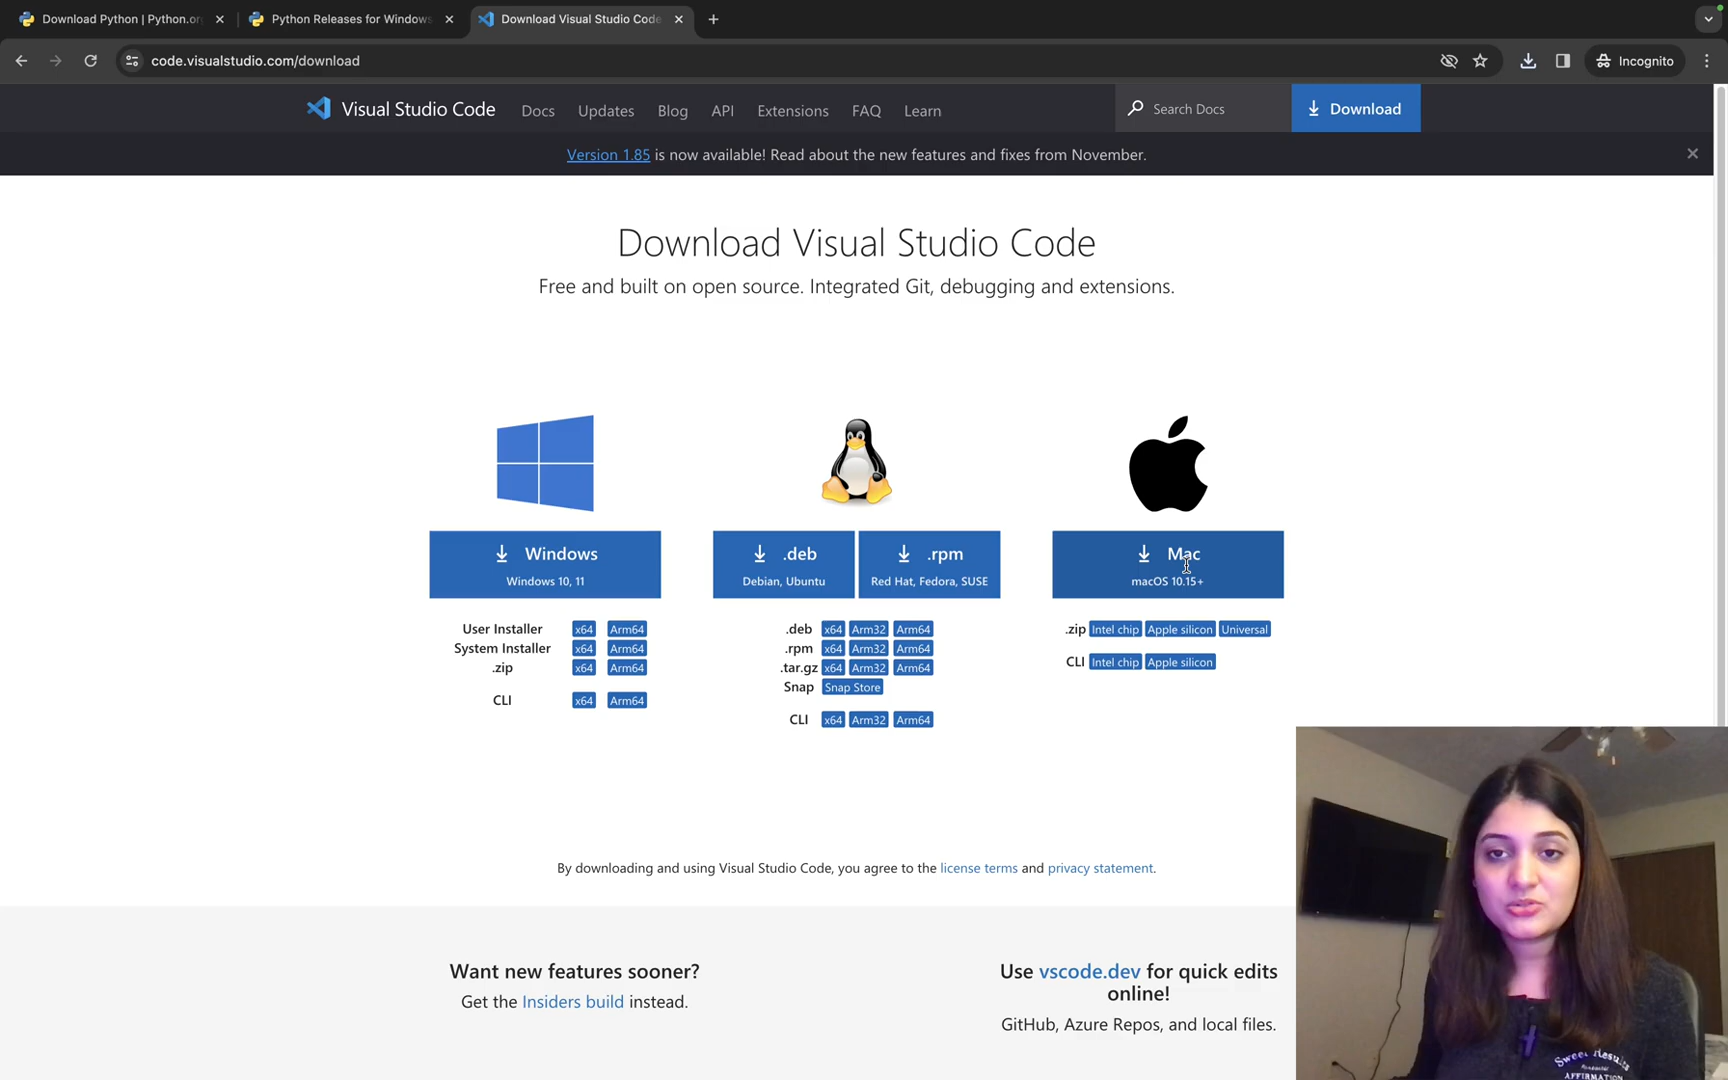 Download Python | Python.or
Python Releases for Windows
Download Visual Studio Code
code.visualstudio.com/download
Incognito
Visual Studio Code
Docs
Updates
Blog
API
Extensions
FAQ
Learn
Search Docs
Download
Version 1.85 is now available! Read about the new features and fixes from November.
Download Visual Studio Code
Free and built on open source. Integrated Git, debugging and extensions.
Windows
Windows 10, 11
User Installer x64 Arm64
System Installer x64 Arm64
.zip x64 Arm64
CLI x64 Arm64
.deb
Debian, Ubuntu
.rpm
Red Hat, Fedora, SUSE
.deb x64 Arm32 Arm64
.rpm x64 Arm32 Arm64
.tar.gz x64 Arm32 Arm64
Snap Snap Store
CLI x64 Arm32 Arm64
Mac
macOS 10.15+
.zip Intel chip Apple silicon Universal
CLI Intel chip Apple silicon
By downloading and using Visual Studio Code, you agree to the license terms and privacy statement.
Want new features sooner?
Get the Insiders build instead.
Use vscode.dev for quick edits
online!
GitHub, Azure Repos, and local files.
Sweet Results
AFFIRMATION